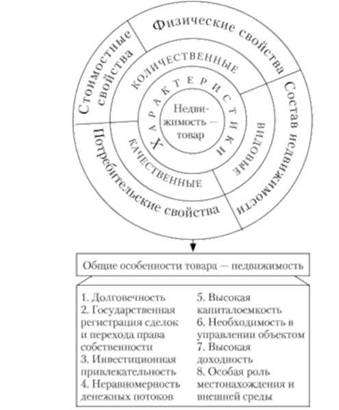 Физические свойства
Стоимостные
свойства
КОЛИЧЕСТВЕННЫЕ
ХАРАКТЕРИСТИКИ
Недви-
жимость —
товар
ВИДОВЫЕ
Состав недвижимости
КАЧЕСТВЕННЫЕ
Потребительские свойства
Общие особенности товара — недвижимость
1. Долговечность
2. Государственная
регистрация сделок
и перехода права
собственности
3. Инвестиционная
привлекательность
4. Неравномерность
денежных потоков
5. Высокая
капиталоемкость
6. Необходимость в
управлении объектом
7. Высокая
доходность
8. Особая роль
местонахождения и
внешней среды